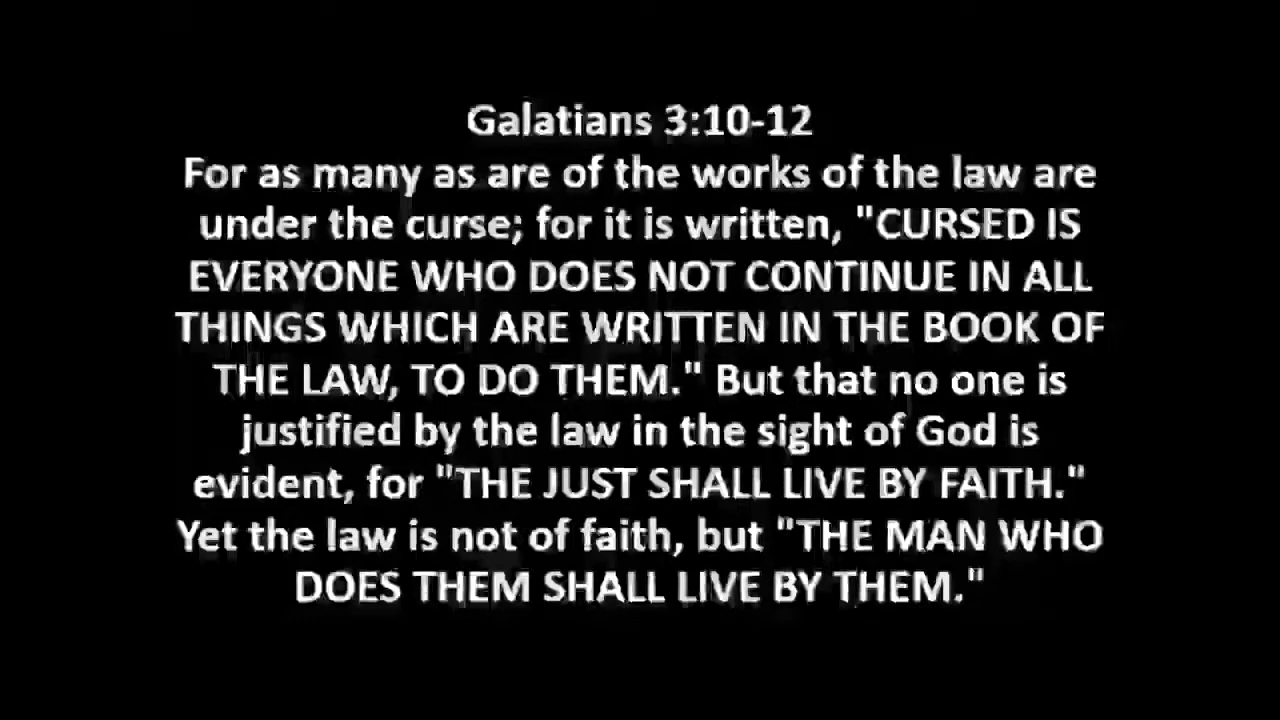 Galatians 3:10-12
For as many as are of the works of the law are
under the curse; for it is written, "CURSED IS
EVERYONE WHO DOES NOT CONTINUE IN ALL
THINGS WHICH ARE WRITTEN IN THE BOOK OF
THE LAW, TO DO THEM." But that no one is
justified by the law in the sight of God is
evident, for "THE JUST SHALL LIVE BY FAITH."
Yet the law is not of faith, but "THE MAN WHO
DOES THEM SHALL LIVE BY THEM."